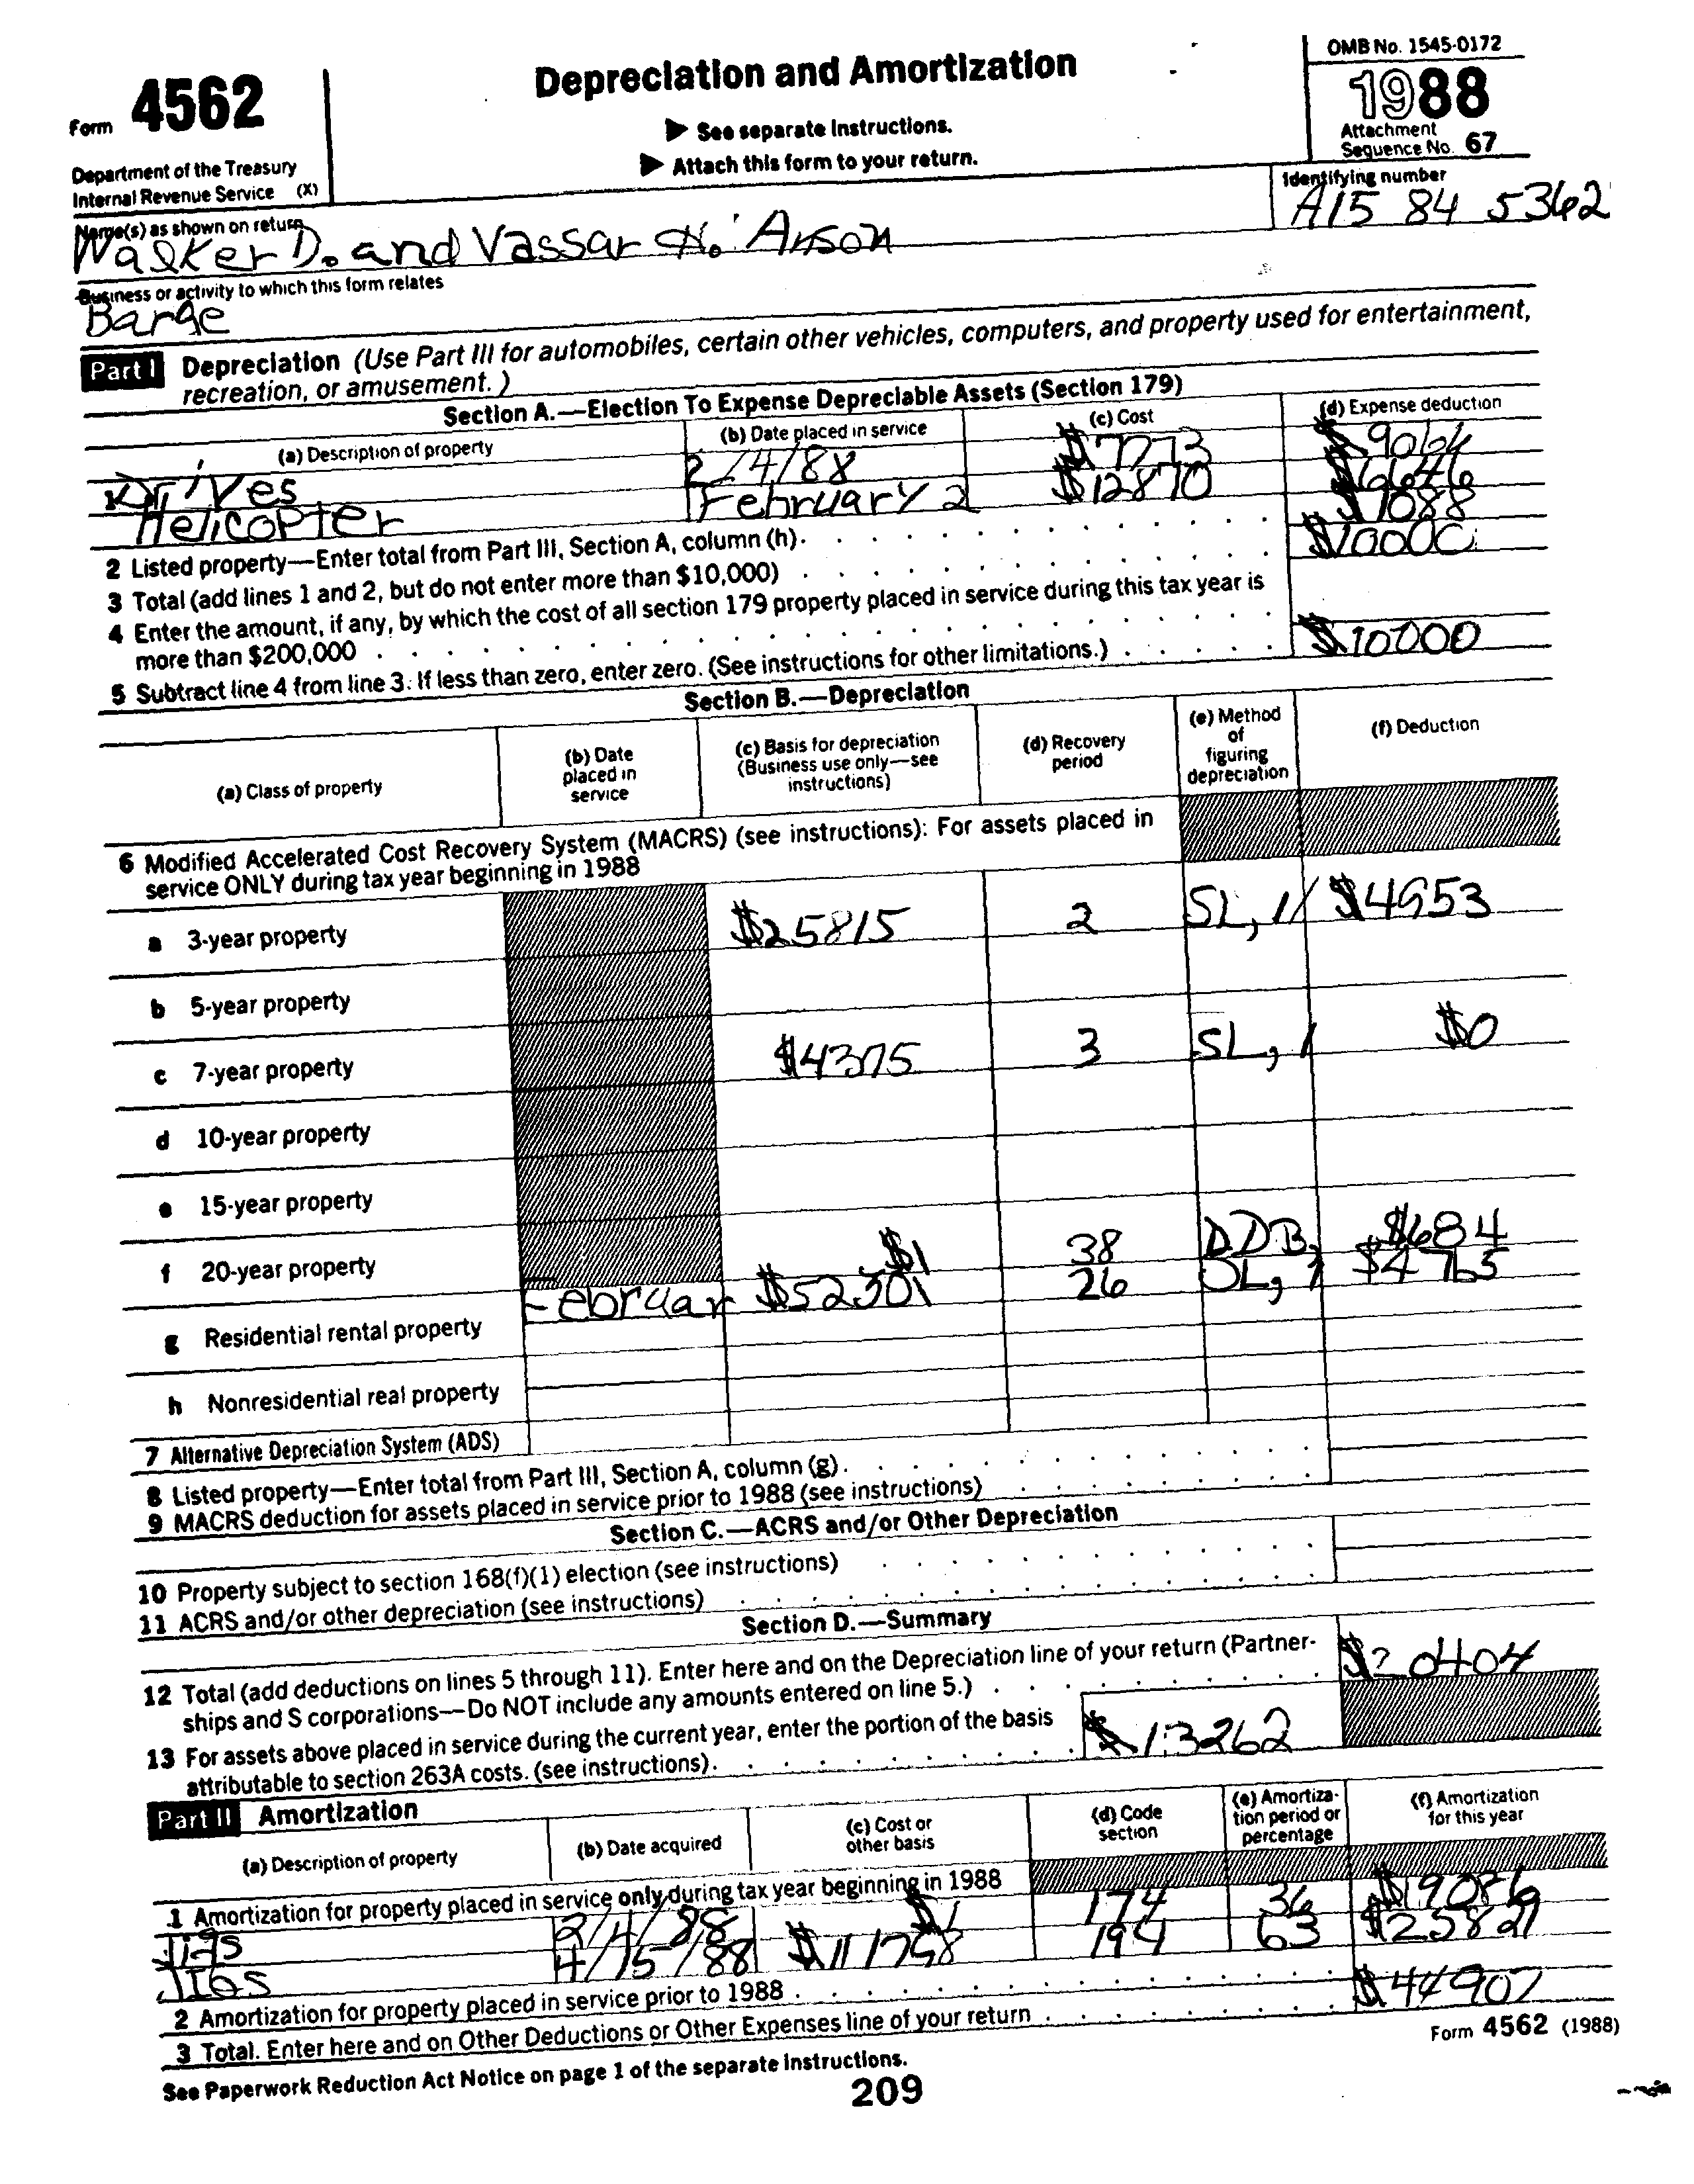 Form 4562
Department of the Treasury
Internal Revenue Service (X)
Depreciation and Amortization
▶ See separate Instructions.
▶ Attach this form to your return.
OMB No. 1545-0172
1988
Attachment
Sequence No. 67
Name(s) as shown on return
Walker D. and Vassar H. Anson
Identifying number
A15 84 5362
Business or activity to which this form relates
Barge
Part I Depreciation (Use Part III for automobiles, certain other vehicles, computers, and property used for entertainment,
recreation, or amusement.)
Section A.—Election To Expense Depreciable Assets (Section 179)
(a) Description of property (b) Date placed in service (c) Cost (d) Expense deduction
Drives 2/4/88 $7773 $9064
Helicopter February 2 $12870 $6646
2 Listed property—Enter total from Part III, Section A, column (h) $1088
3 Total (add lines 1 and 2, but do not enter more than $10,000) $10000
4 Enter the amount, if any, by which the cost of all section 179 property placed in service during this tax year is
more than $200,000
5 Subtract line 4 from line 3. If less than zero, enter zero. (See instructions for other limitations.) $10000
Section B.—Depreciation
(a) Class of property (b) Date placed in service (c) Basis for depreciation (Business use only—see instructions) (d) Recovery period (e) Method of figuring depreciation (f) Deduction
6 Modified Accelerated Cost Recovery System (MACRS) (see instructions): For assets placed in
service ONLY during tax year beginning in 1988
a 3-year property $25815 2 SL, 1/ $4953
b 5-year property
c 7-year property $4375 3 SL, 1 $0
d 10-year property
e 15-year property
f 20-year property $1 38 DDB, $684
g Residential rental property Februar $52301 26 SL, 1 $4765
h Nonresidential real property
7 Alternative Depreciation System (ADS)
8 Listed property—Enter total from Part III, Section A, column (g)
9 MACRS deduction for assets placed in service prior to 1988 (see instructions)
Section C.—ACRS and/or Other Depreciation
10 Property subject to section 168(f)(1) election (see instructions)
11 ACRS and/or other depreciation (see instructions)
Section D.—Summary
12 Total (add deductions on lines 5 through 11). Enter here and on the Depreciation line of your return (Partner-
ships and S corporations—Do NOT include any amounts entered on line 5.) $20404
13 For assets above placed in service during the current year, enter the portion of the basis
attributable to section 263A costs. (see instructions) $13262
Part II Amortization
(a) Description of property (b) Date acquired (c) Cost or other basis (d) Code section (e) Amortization period or percentage (f) Amortization for this year
1 Amortization for property placed in service only during tax year beginning in 1988
Jigs 2/4/88 $1 174 36 $19086
Jigs 4/15/88 $111798 194 63 $25821
2 Amortization for property placed in service prior to 1988
3 Total. Enter here and on Other Deductions or Other Expenses line of your return $44907
See Paperwork Reduction Act Notice on page 1 of the separate instructions.
Form 4562 (1988)
209